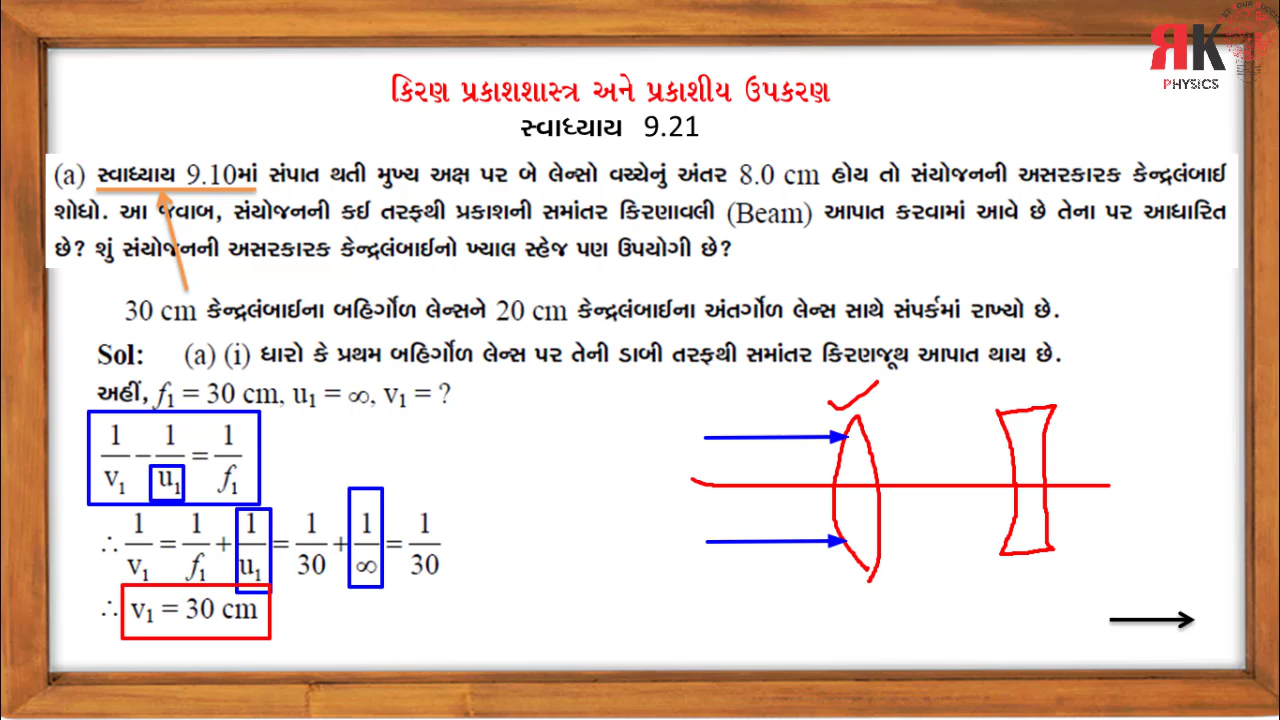 ЯK
PHYSICS
કિરણ પ્રકાશશાસ્ત્ર અને પ્રકાશીય ઉપકરણ
સ્વાધ્યાય 9.21
(a) સ્વાધ્યાય 9.10માં સંપાત થતી મુખ્ય અક્ષ પર બે લેન્સો વચ્ચેનું અંતર 8.0 cm હોય તો સંયોજનની અસરકારક કેન્દ્રલંબાઈ
શોધો. આ જવાબ, સંયોજનની કઈ તરફથી પ્રકાશની સમાંતર કિરણાવલી (Beam) આપાત કરવામાં આવે છે તેના પર આધારિત
છે? શું સંયોજનની અસરકારક કેન્દ્રલંબાઈનો ખ્યાલ સ્હેજ પણ ઉપયોગી છે?
30 cm કેન્દ્રલંબાઈના બહિર્ગોળ લેન્સને 20 cm કેન્દ્રલંબાઈના અંતર્ગોળ લેન્સ સાથે સંપર્કમાં રાખ્યો છે.
Sol: (a) (i) ધારો કે પ્રથમ બહિર્ગોળ લેન્સ પર તેની ડાબી તરફથી સમાંતર કિરણજૂથ આપાત થાય છે.
અહીં, f₁ = 30 cm, u₁ = ∞, v₁ = ?
1/v₁ − 1/u₁ = 1/f₁
∴ 1/v₁ = 1/f₁ + 1/u₁ = 1/30 + 1/∞ = 1/30
∴ v₁ = 30 cm